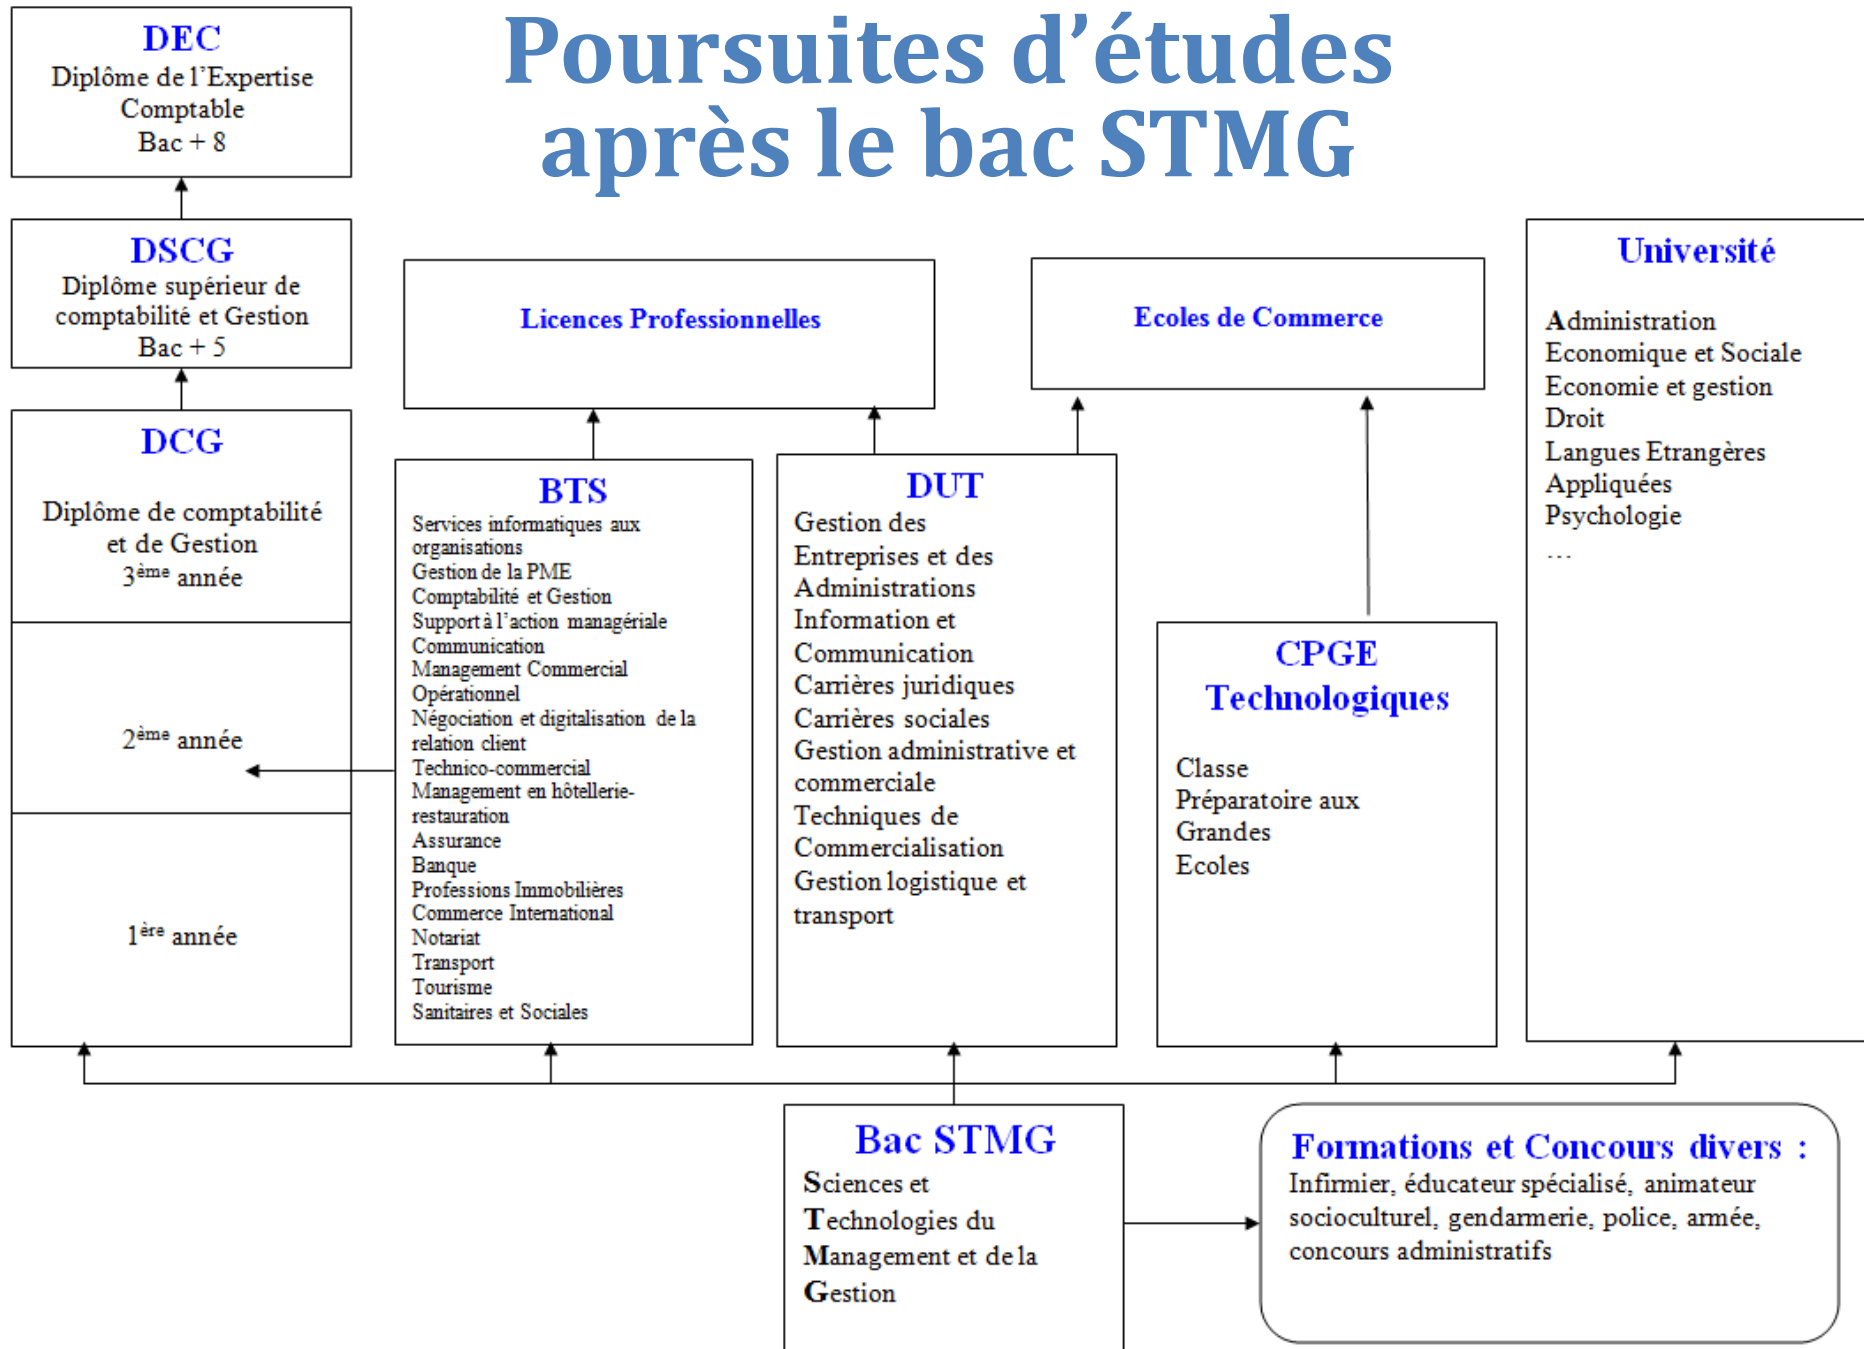 Poursuites d'études
après le bac STMG
DEC
Diplôme de l'Expertise
Comptable
Bac + 8
DSCG
Diplôme supérieur de
comptabilité et Gestion
Bac + 5
DCG
Diplôme de comptabilité
et de Gestion
3ème année
2ème année
1ère année
Licences Professionnelles
Ecoles de Commerce
BTS
Services informatiques aux
organisations
Gestion de la PME
Comptabilité et Gestion
Support à l'action managériale
Communication
Management Commercial
Opérationnel
Négociation et digitalisation de la
relation client
Technico-commercial
Management en hôtellerie-
restauration
Assurance
Banque
Professions Immobilières
Commerce International
Notariat
Transport
Tourisme
Sanitaires et Sociales
DUT
Gestion des
Entreprises et des
Administrations
Information et
Communication
Carrières juridiques
Carrières sociales
Gestion administrative et
commerciale
Techniques de
Commercialisation
Gestion logistique et
transport
CPGE
Technologiques
Classe
Préparatoire aux
Grandes
Ecoles
Université
Administration
Economique et Sociale
Economie et gestion
Droit
Langues Etrangères
Appliquées
Psychologie
…
Bac STMG
Sciences et
Technologies du
Management et de la
Gestion
Formations et Concours divers :
Infirmier, éducateur spécialisé, animateur
socioculturel, gendarmerie, police, armée,
concours administratifs